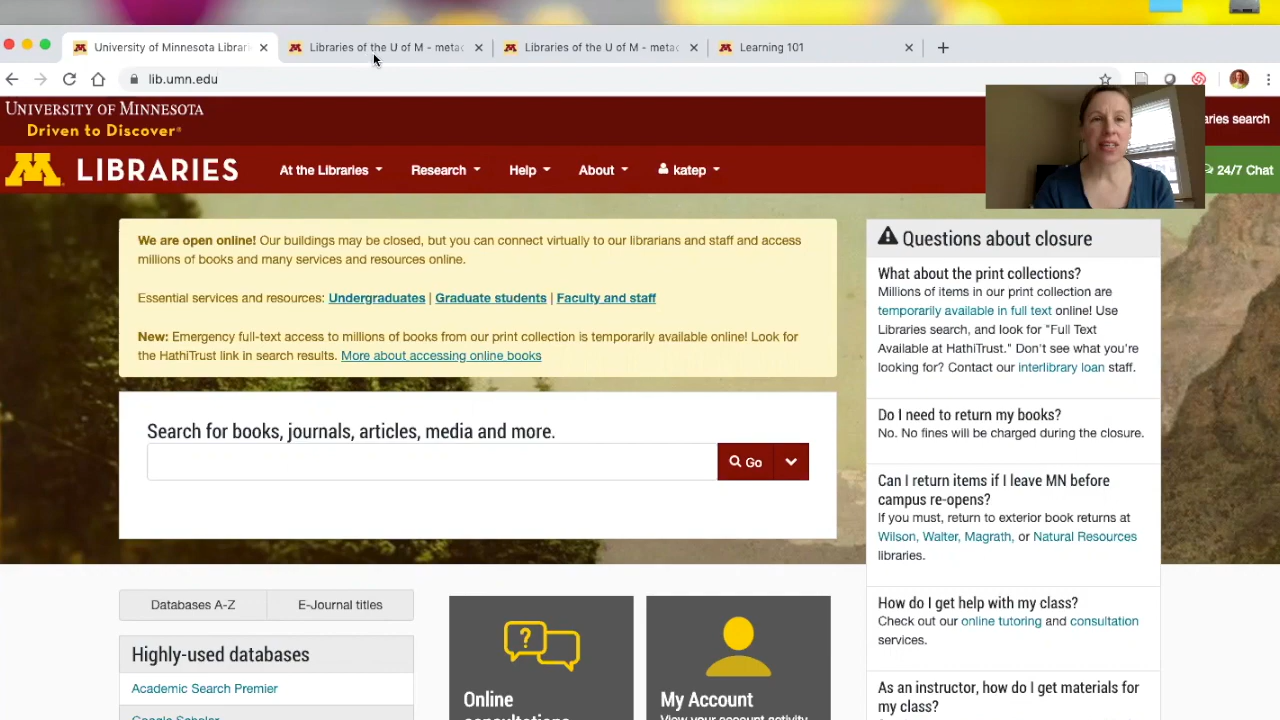 University of Minnesota Librar
Libraries of the U of M - metac
Libraries of the U of M - metac
Learning 101
lib.umn.edu
UNIVERSITY OF MINNESOTA
Driven to Discover®
aries search
M LIBRARIES
At the Libraries
Research
Help
About
katep
24/7 Chat
We are open online! Our buildings may be closed, but you can connect virtually to our librarians and staff and access
millions of books and many services and resources online.
Essential services and resources: Undergraduates | Graduate students | Faculty and staff
New: Emergency full-text access to millions of books from our print collection is temporarily available online! Look for
the HathiTrust link in search results. More about accessing online books
Search for books, journals, articles, media and more.
Go
Databases A-Z
E-Journal titles
Highly-used databases
Academic Search Premier
Google Scholar
Online
consultations
My Account
View your account activity
Questions about closure
What about the print collections?
Millions of items in our print collection are
temporarily available in full text online! Use
Libraries search, and look for "Full Text
Available at HathiTrust." Don't see what you're
looking for? Contact our interlibrary loan staff.
Do I need to return my books?
No. No fines will be charged during the closure.
Can I return items if I leave MN before
campus re-opens?
If you must, return to exterior book returns at
Wilson, Walter, Magrath, or Natural Resources
libraries.
How do I get help with my class?
Check out our online tutoring and consultation
services.
As an instructor, how do I get materials for
my class?